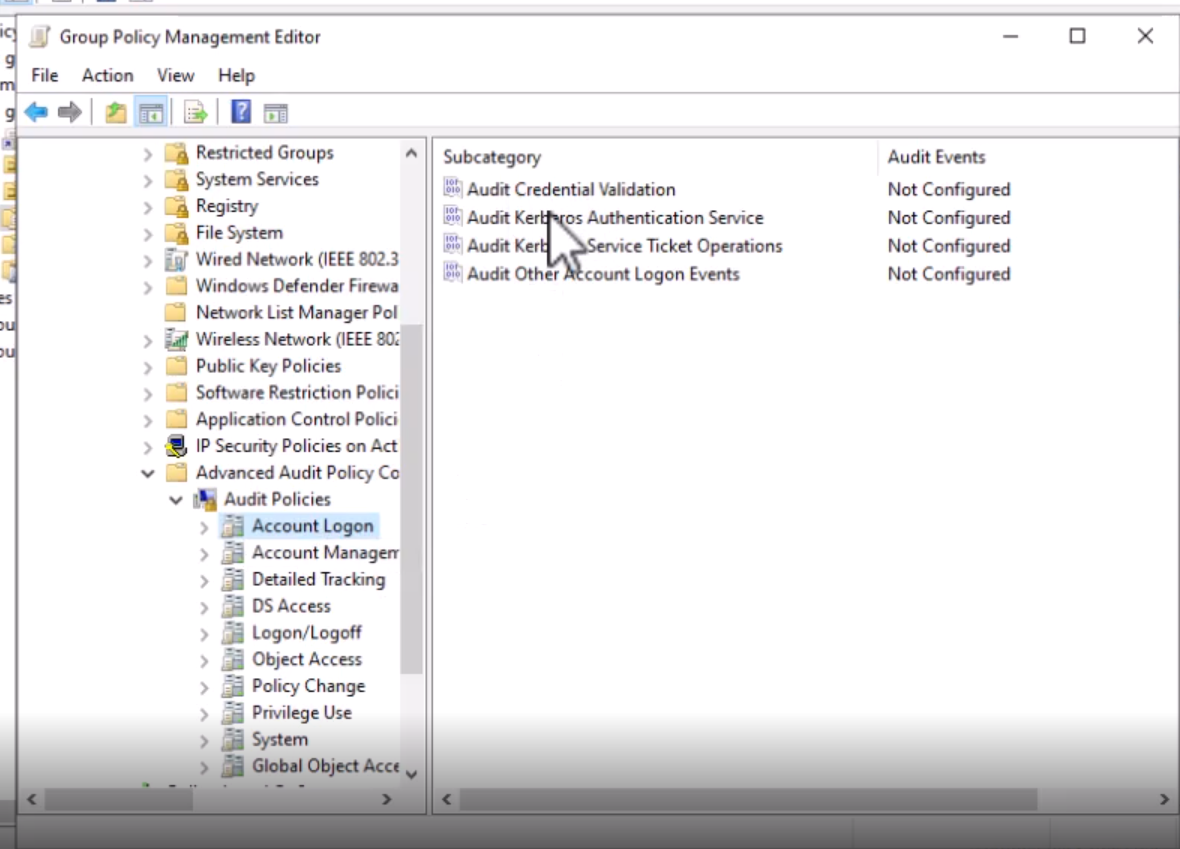 Group Policy Management Editor
File Action View Help
Restricted Groups
System Services
Registry
File System
Wired Network (IEEE 802.3
Windows Defender Firewa
Network List Manager Pol
Wireless Network (IEEE 802
Public Key Policies
Software Restriction Polici
Application Control Polici
IP Security Policies on Act
Advanced Audit Policy Co
Audit Policies
Account Logon
Account Managem
Detailed Tracking
DS Access
Logon/Logoff
Object Access
Policy Change
Privilege Use
System
Global Object Acce
Subcategory Audit Events
Audit Credential Validation Not Configured
Audit Kerberos Authentication Service Not Configured
Audit Kerb Service Ticket Operations Not Configured
Audit Other Account Logon Events Not Configured